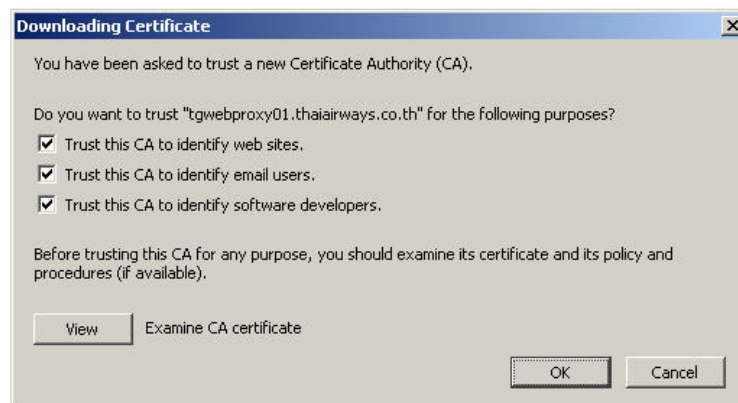 Downloading Certificate
You have been asked to trust a new Certificate Authority (CA).
Do you want to trust "tgwebproxy01.thaiairways.co.th" for the following purposes?
Trust this CA to identify web sites.
Trust this CA to identify email users.
Trust this CA to identify software developers.
Before trusting this CA for any purpose, you should examine its certificate and its policy and
procedures (if available).
View Examine CA certificate
OK Cancel